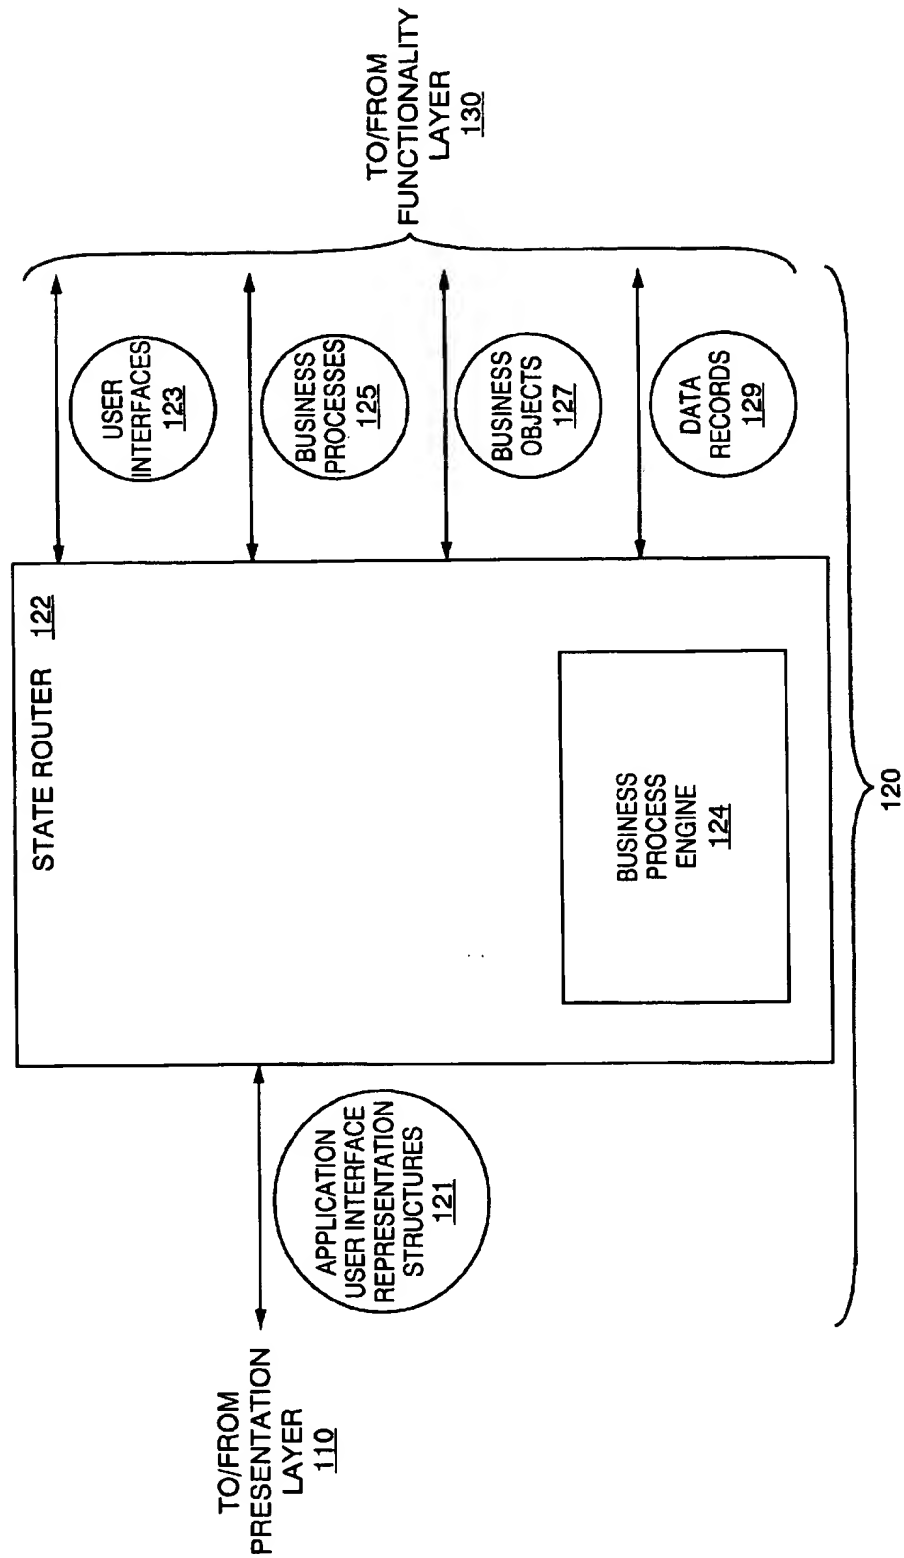 TO/FROM
PRESENTATION
LAYER
110
APPLICATION
USER INTERFACE
REPRESENTATION
STRUCTURES
121
STATE ROUTER 122
BUSINESS
PROCESS
ENGINE
124
USER
INTERFACES
123
BUSINESS
PROCESSES
125
BUSINESS
OBJECTS
127
DATA
RECORDS
129
TO/FROM
FUNCTIONALITY
LAYER
130
120